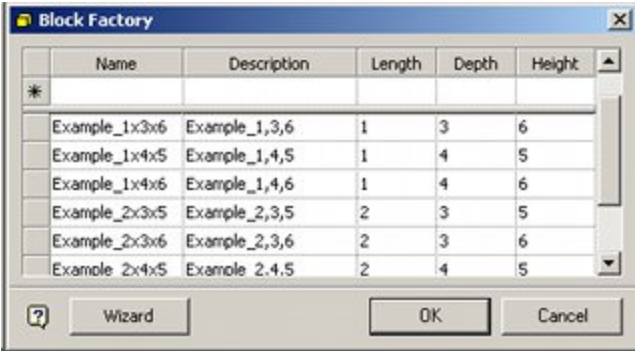 Block Factory
Name Description Length Depth Height
Example_1x3x6 Example_1,3,6 1 3 6
Example_1x4x5 Example_1,4,5 1 4 5
Example_1x4x6 Example_1,4,6 1 4 6
Example_2x3x5 Example_2,3,5 2 3 5
Example_2x3x6 Example_2,3,6 2 3 6
Example_2x4x5 Example_2,4,5 2 4 5
Wizard OK Cancel